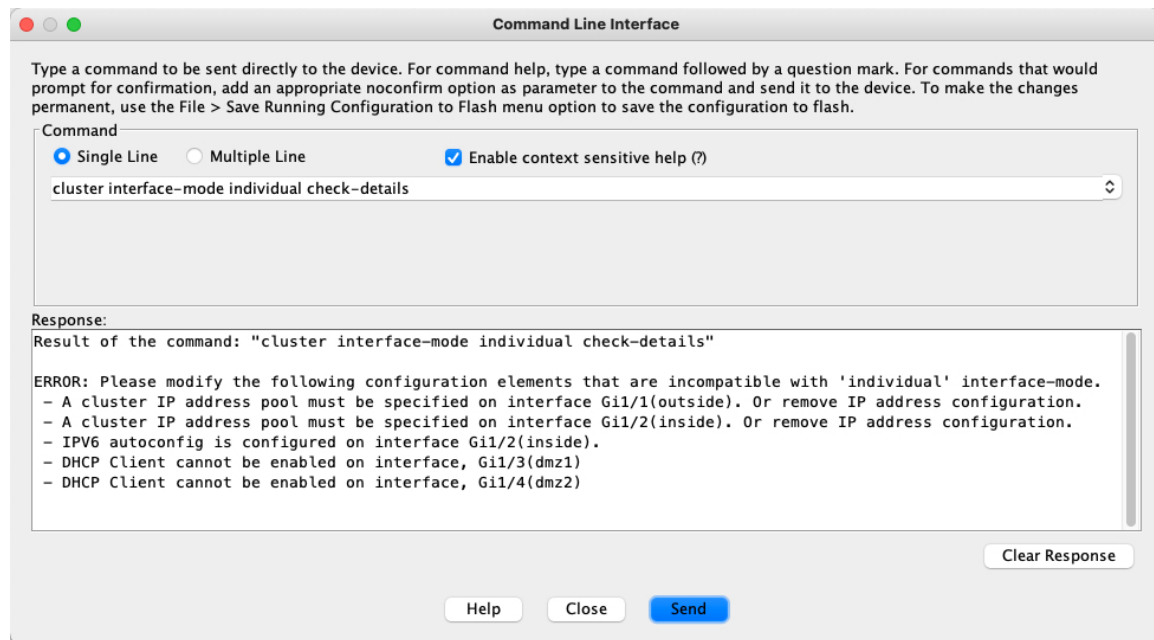 Command Line Interface
Type a command to be sent directly to the device. For command help, type a command followed by a question mark. For commands that would
prompt for confirmation, add an appropriate noconfirm option as parameter to the command and send it to the device. To make the changes
permanent, use the File > Save Running Configuration to Flash menu option to save the configuration to flash.
Command
Single Line Multiple Line Enable context sensitive help (?)
cluster interface-mode individual check-details
Response:
Result of the command: "cluster interface-mode individual check-details"
ERROR: Please modify the following configuration elements that are incompatible with 'individual' interface-mode.
- A cluster IP address pool must be specified on interface Gi1/1(outside). Or remove IP address configuration.
- A cluster IP address pool must be specified on interface Gi1/2(inside). Or remove IP address configuration.
- IPV6 autoconfig is configured on interface Gi1/2(inside).
- DHCP Client cannot be enabled on interface, Gi1/3(dmz1)
- DHCP Client cannot be enabled on interface, Gi1/4(dmz2)
Clear Response
Help Close Send